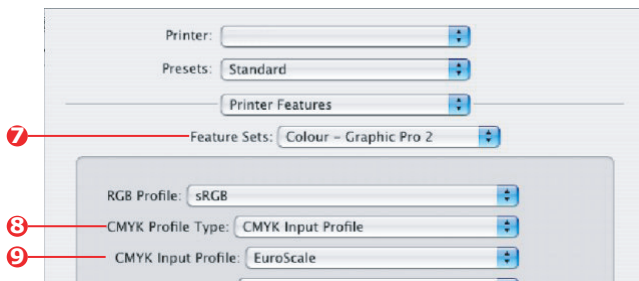 Printer:
Presets: Standard
Printer Features
7 Feature Sets: Colour – Graphic Pro 2
RGB Profile: sRGB
8 CMYK Profile Type: CMYK Input Profile
9 CMYK Input Profile: EuroScale